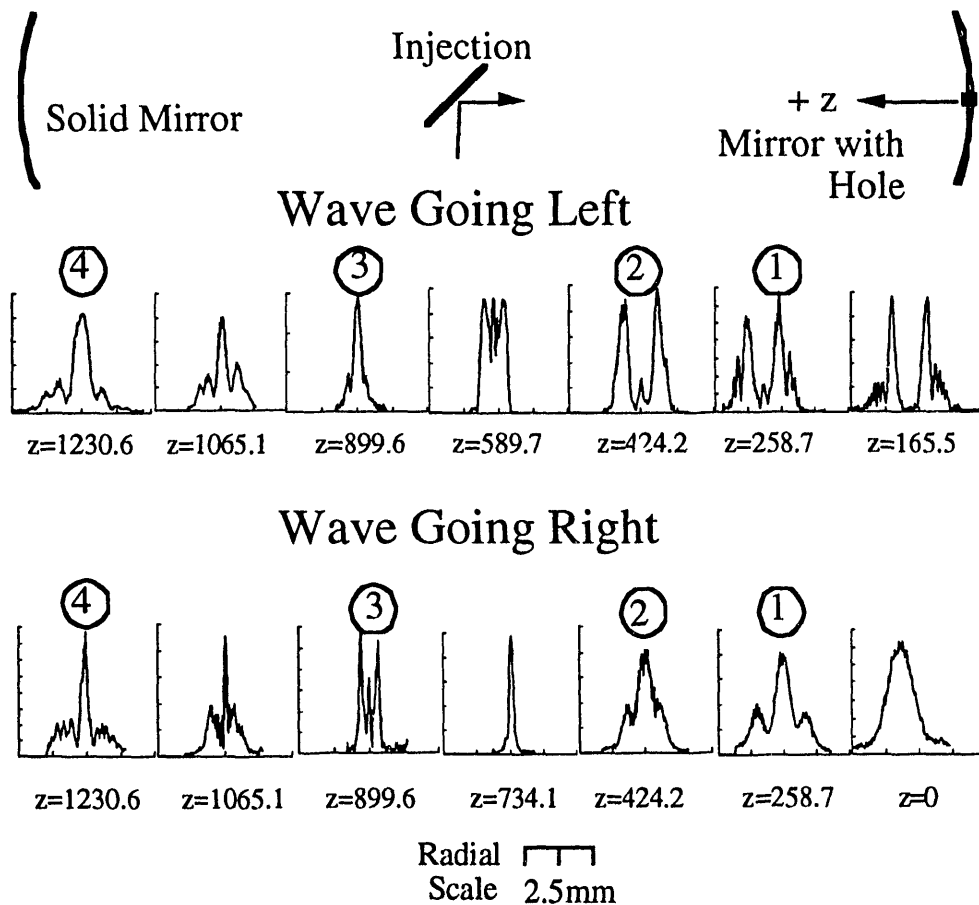 Injection
Solid Mirror
+ z
Mirror with
Hole
Wave Going Left
4
3
2
1
z=1230.6
z=1065.1
z=899.6
z=589.7
z=424.2
z=258.7
z=165.5
Wave Going Right
4
3
2
1
z=1230.6
z=1065.1
z=899.6
z=734.1
z=424.2
z=258.7
z=0
Radial
Scale
2.5mm